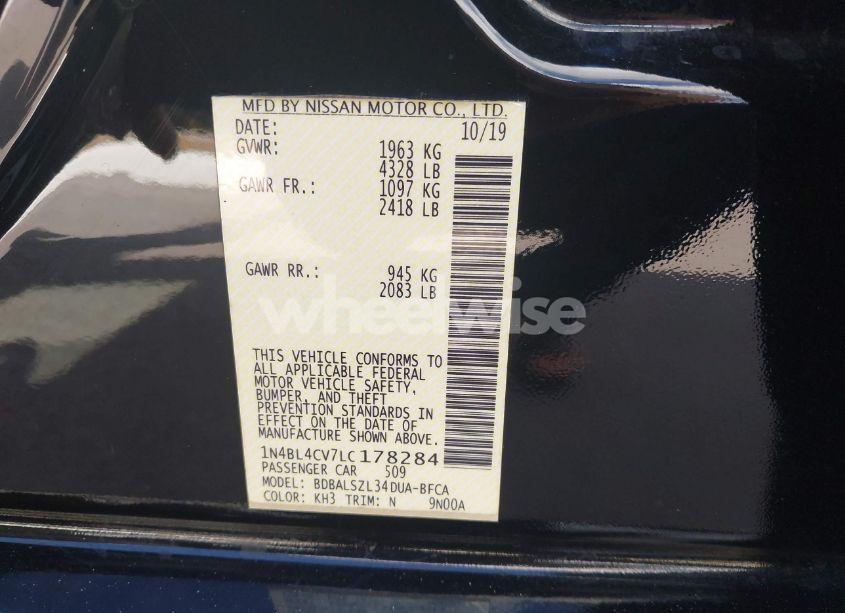 MFD BY NISSAN MOTOR CO., LTD.
DATE: 10/19
GVWR: 1963 KG
4328 LB
GAWR FR.: 1097 KG
2418 LB
GAWR RR.: 945 KG
2083 LB
wheelwise
THIS VEHICLE CONFORMS TO
ALL APPLICABLE FEDERAL
MOTOR VEHICLE SAFETY,
BUMPER, AND THEFT
PREVENTION STANDARDS IN
EFFECT ON THE DATE OF
MANUFACTURE SHOWN ABOVE.
1N4BL4CV7LC178284
PASSENGER CAR 509
MODEL: BDBALSZL34DUA-BFCA
COLOR: KH3 TRIM: N 9N00A